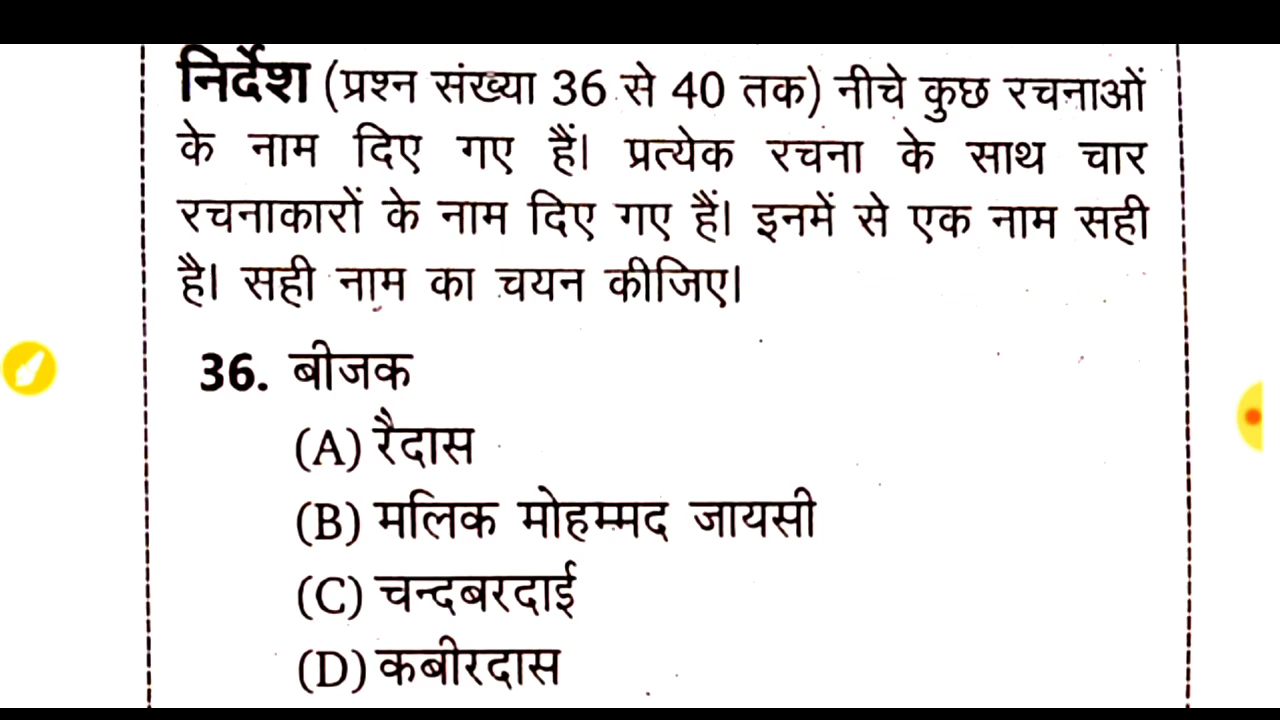 निर्देश (प्रश्न संख्या 36 से 40 तक) नीचे कुछ रचनाओं
के नाम दिए गए हैं। प्रत्येक रचना के साथ चार
रचनाकारों के नाम दिए गए हैं। इनमें से एक नाम सही
है। सही नाम का चयन कीजिए।
36. बीजक
(A) रैदास
(B) मलिक मोहम्मद जायसी
(C) चन्दबरदाई
(D) कबीरदास